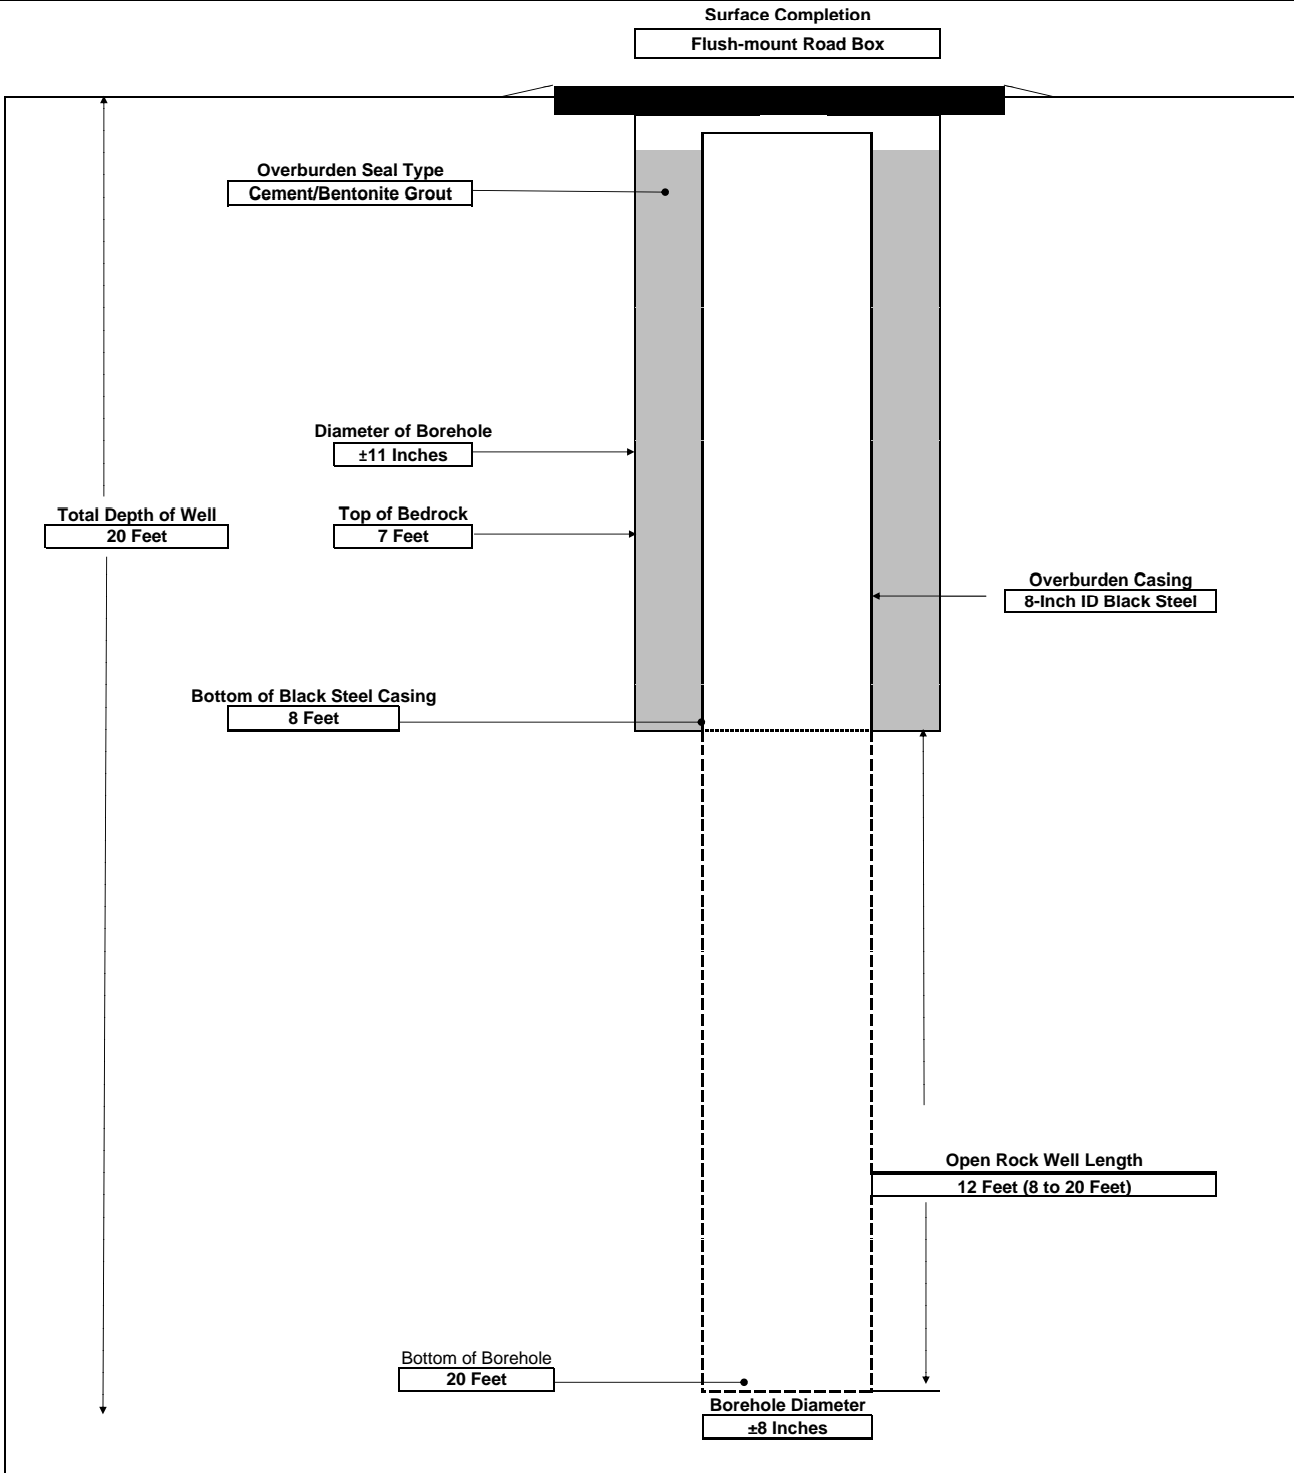 Surface Completion
Flush-mount Road Box
Overburden Seal Type
Cement/Bentonite Grout
Diameter of Borehole
±11 Inches
Total Depth of Well
20 Feet
Top of Bedrock
7 Feet
Overburden Casing
8-Inch ID Black Steel
Bottom of Black Steel Casing
8 Feet
Open Rock Well Length
12 Feet (8 to 20 Feet)
Bottom of Borehole
20 Feet
Borehole Diameter
±8 Inches